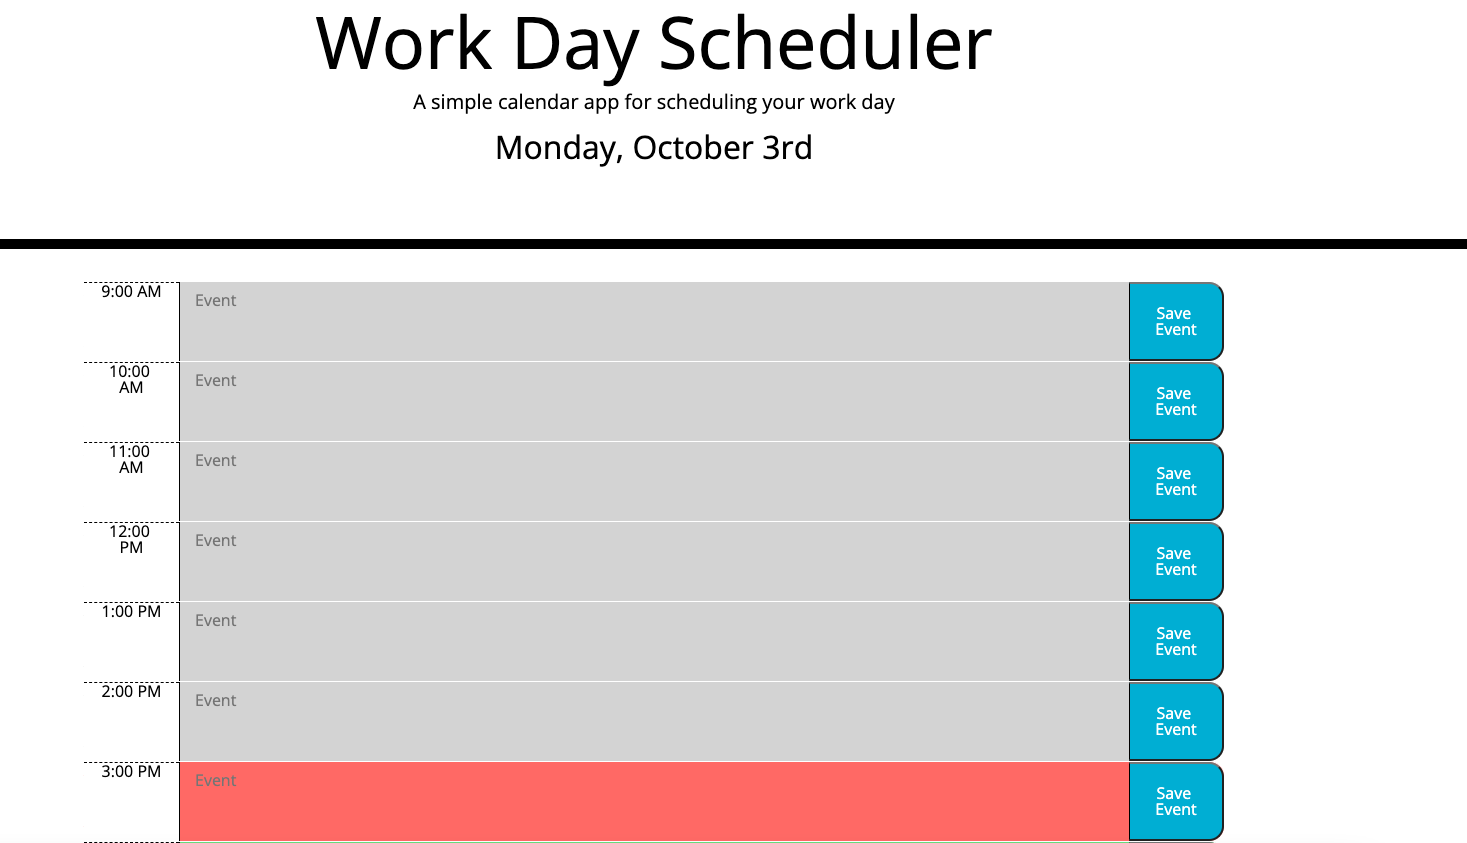 Work Day Scheduler
A simple calendar app for scheduling your work day
Monday, October 3rd
9:00 AM
Event
Save
Event
10:00
AM
Event
Save
Event
11:00
AM
Event
Save
Event
12:00
PM
Event
Save
Event
1:00 PM
Event
Save
Event
2:00 PM
Event
Save
Event
3:00 PM
Event
Save
Event